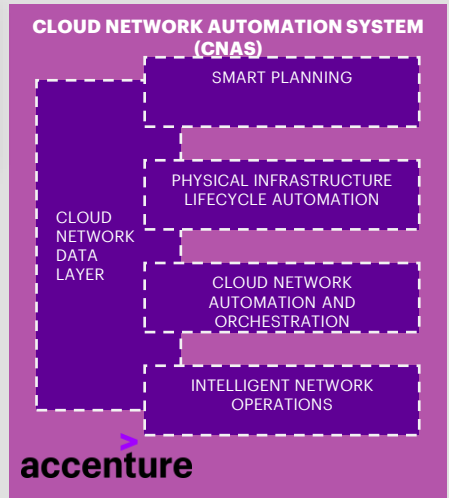 CLOUD NETWORK AUTOMATION SYSTEM
(CNAS)
SMART PLANNING
PHYSICAL INFRASTRUCTURE
LIFECYCLE AUTOMATION
CLOUD
NETWORK
DATA
LAYER
CLOUD NETWORK
AUTOMATION AND
ORCHESTRATION
INTELLIGENT NETWORK
OPERATIONS
accenture